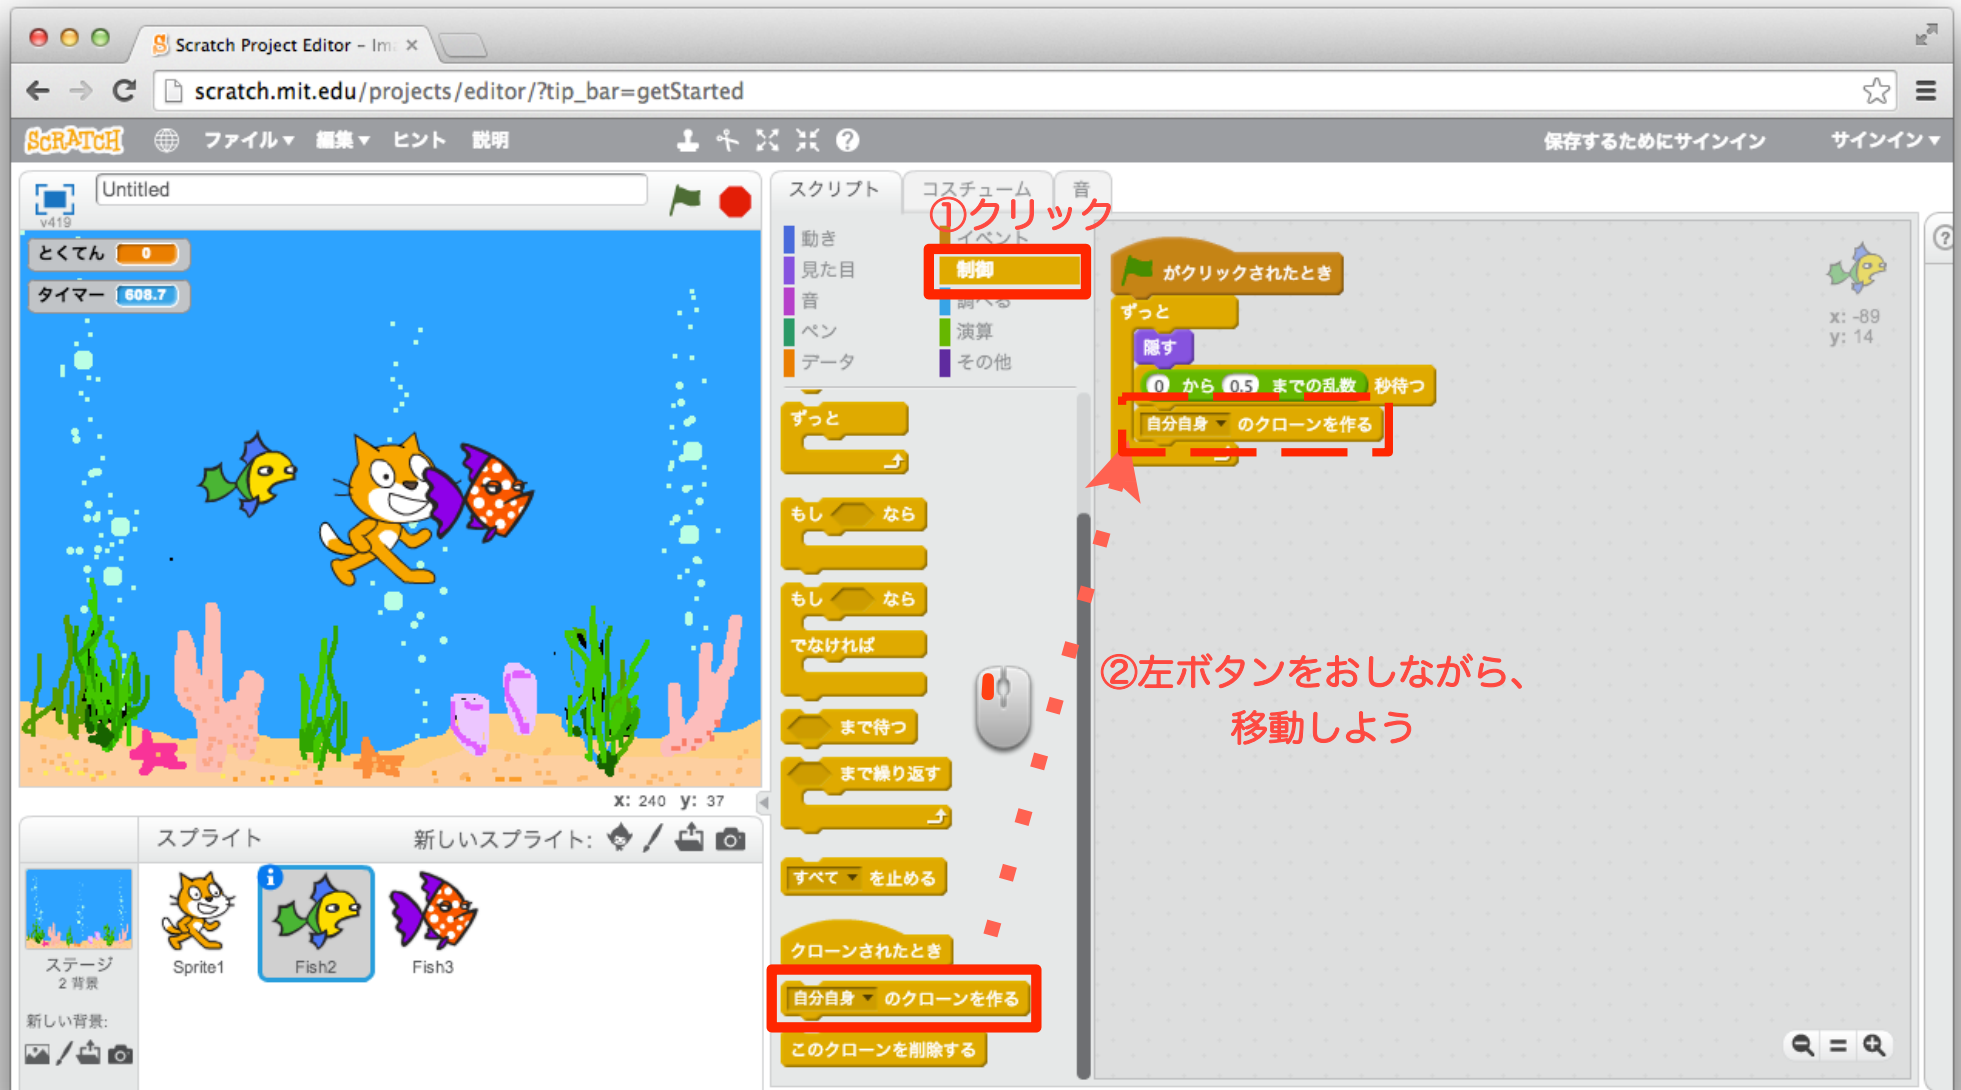 Scratch Project Editor – Im
scratch.mit.edu/projects/editor/?tip_bar=getStarted
SCRATCH
ファイル
編集
ヒント
説明
保存するためにサインイン
サインイン
v419
Untitled
とくてん 0
タイマー 608.7
x: 240 y: 37
スプライト
新しいスプライト:
Sprite1
Fish2
Fish3
ステージ
2 背景
新しい背景:
スクリプト
コスチューム
音
①クリック
動き
イベント
見た目
制御
音
調べる
ペン
演算
データ
その他
ずっと
もし なら
もし なら
でなければ
まで待つ
まで繰り返す
すべて を止める
クローンされたとき
自分自身 のクローンを作る
このクローンを削除する
がクリックされたとき
ずっと
隠す
0 から 0.5 までの乱数 秒待つ
自分自身 のクローンを作る
x: -89
y: 14
②左ボタンをおしながら、
移動しよう